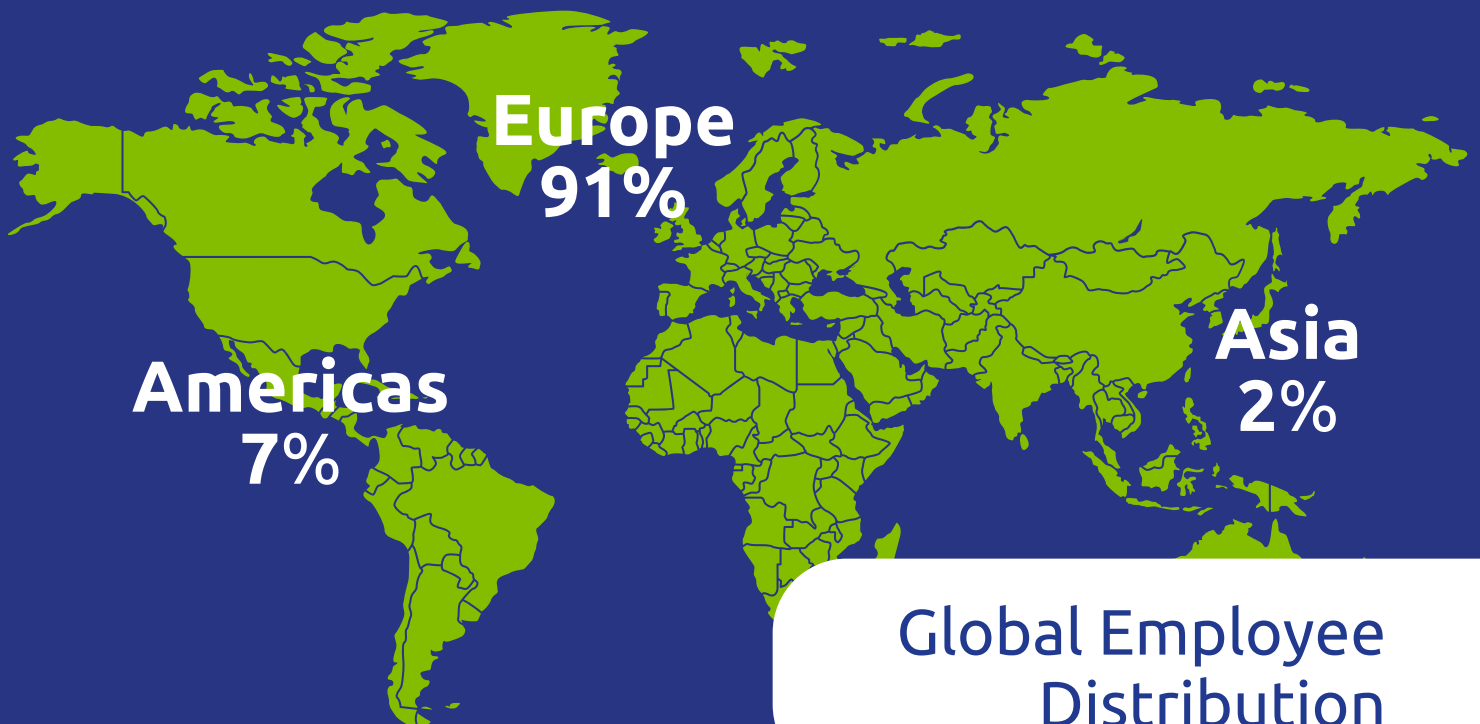 Europe
91%
Asia
2%
Americas
7%
Global Employee
Distribution